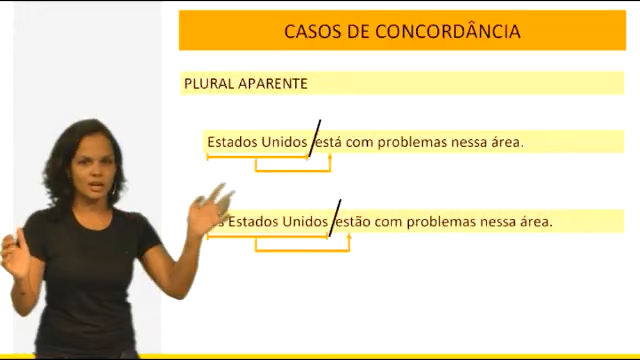 CASOS DE CONCORDÂNCIA
PLURAL APARENTE
Estados Unidos está com problemas nessa área.
Estados Unidos estão com problemas nessa área.